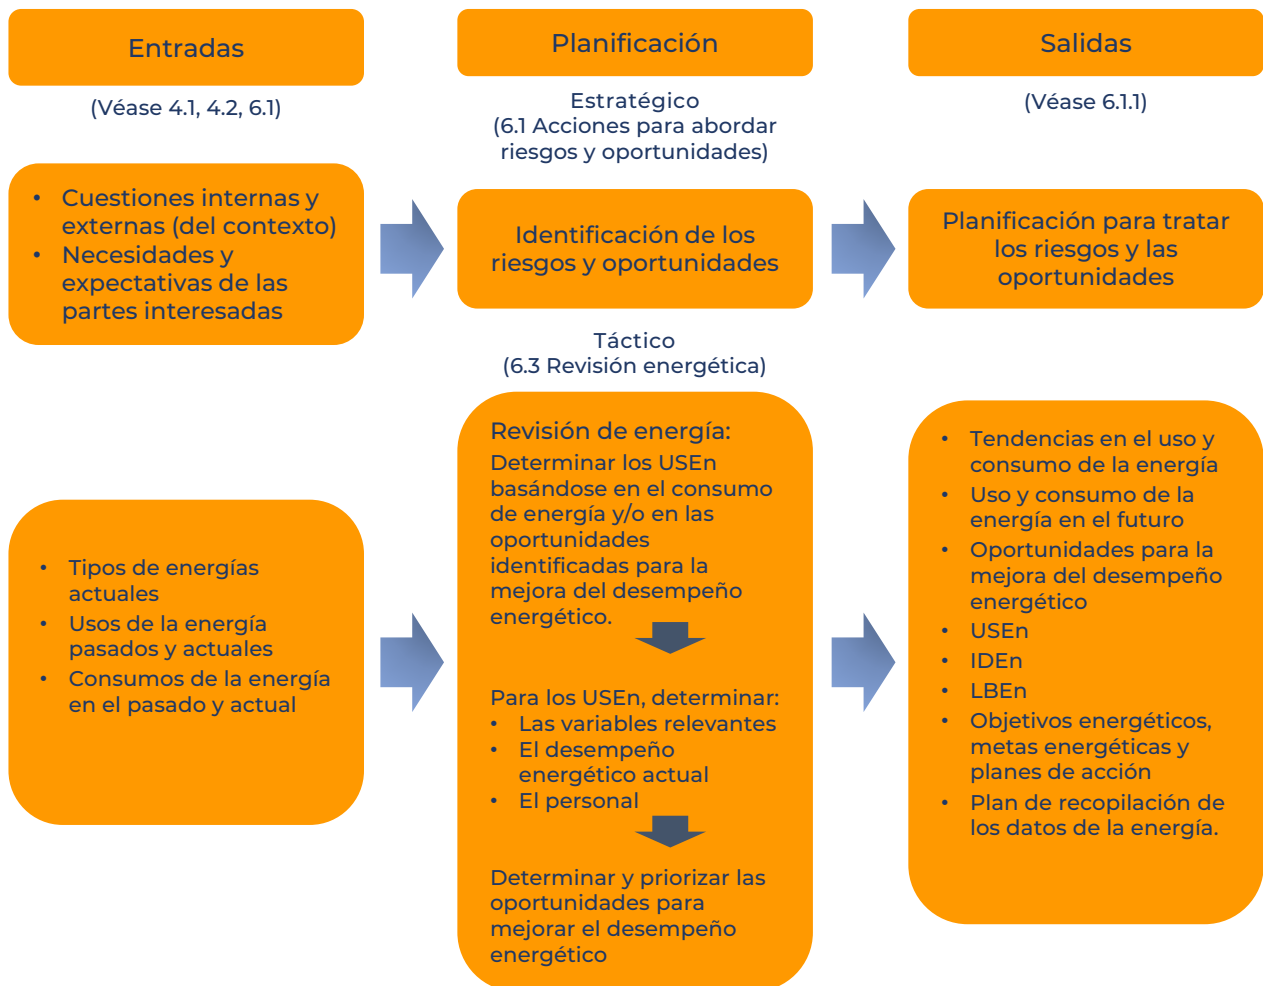 Entradas
(Véase 4.1, 4.2, 6.1)
• Cuestiones internas y
externas (del contexto)
• Necesidades y
expectativas de las
partes interesadas
• Tipos de energías
actuales
• Usos de la energía
pasados y actuales
• Consumos de la energía
en el pasado y actual
Planificación
Estratégico
(6.1 Acciones para abordar
riesgos y oportunidades)
Identificación de los
riesgos y oportunidades
Táctico
(6.3 Revisión energética)
Revisión de energía:
Determinar los USEn
basándose en el consumo
de energía y/o en las
oportunidades
identificadas para la
mejora del desempeño
energético.
Para los USEn, determinar:
• Las variables relevantes
• El desempeño
energético actual
• El personal
Determinar y priorizar las
oportunidades para
mejorar el desempeño
energético
Salidas
(Véase 6.1.1)
Planificación para tratar
los riesgos y las
oportunidades
• Tendencias en el uso y
consumo de la energía
• Uso y consumo de la
energía en el futuro
• Oportunidades para la
mejora del desempeño
energético
• USEn
• IDEn
• LBEn
• Objetivos energéticos,
metas energéticas y
planes de acción
• Plan de recopilación de
los datos de la energía.